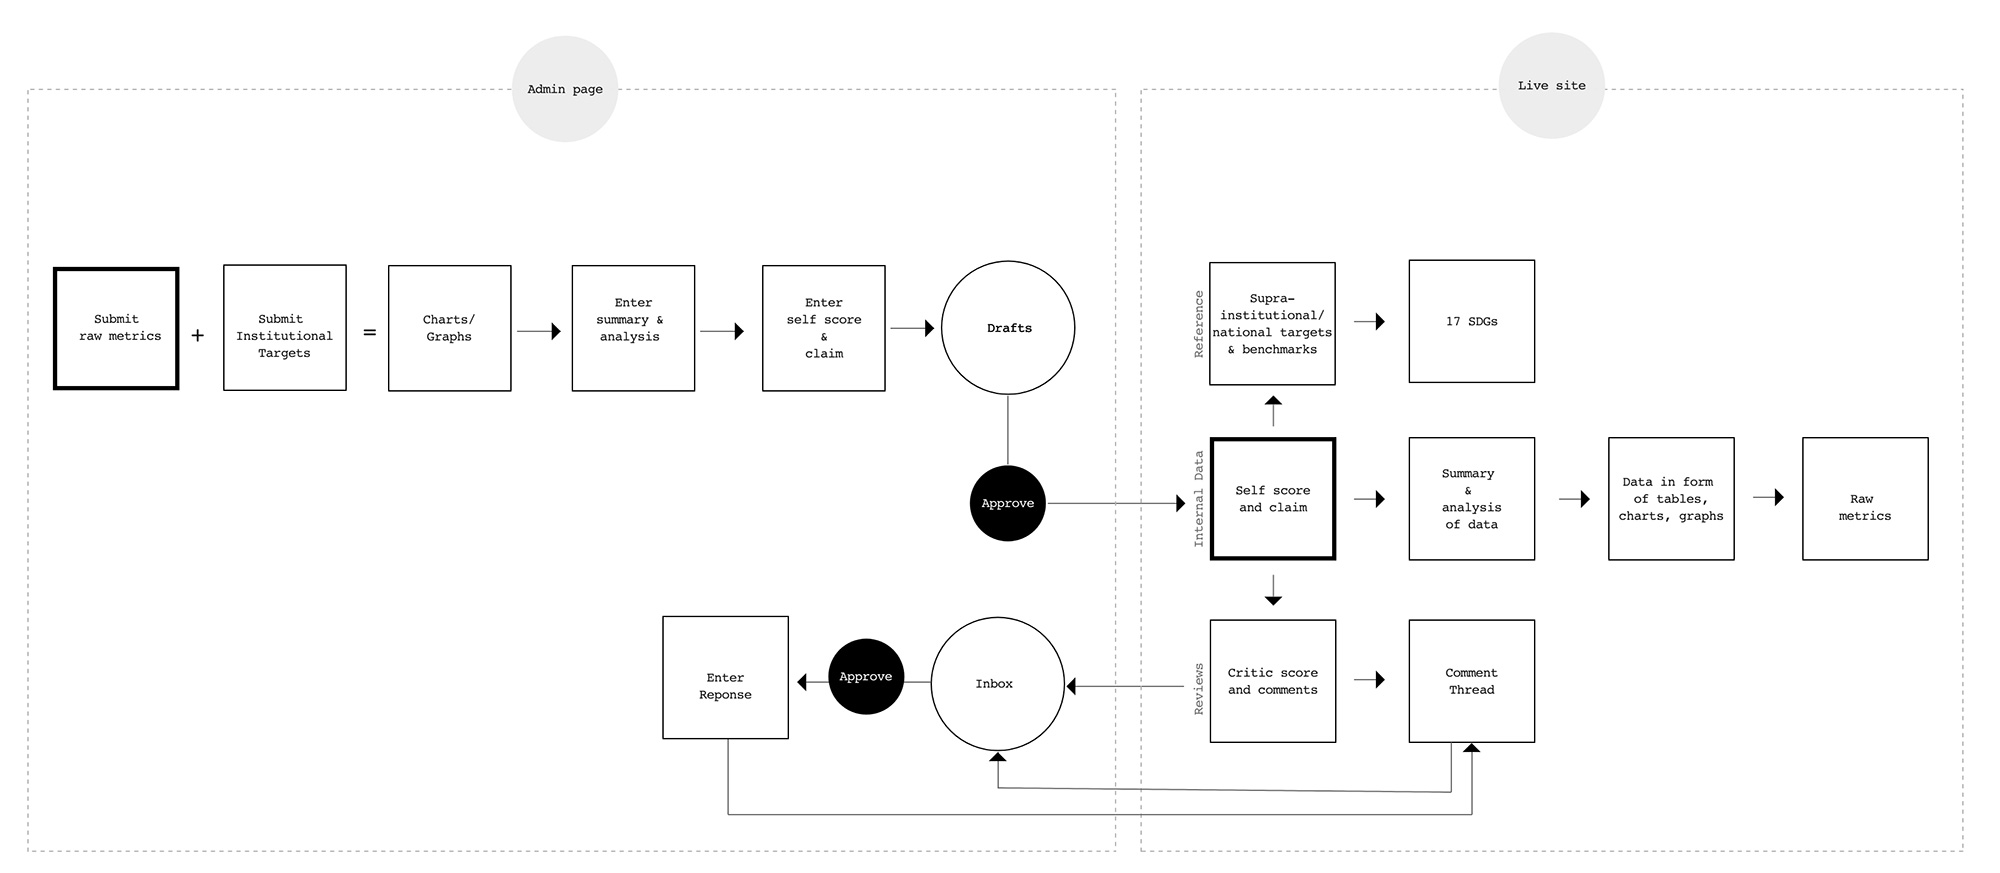 Admin page
Live site
Submit
raw metrics
+
Submit
Institutional
Targets
=
Charts/
Graphs
Enter
summary &
analysis
Enter
self score
&
claim
Drafts
Approve
Reference
Supra-
institutional/
national targets
& benchmarks
17 SDGs
Internal Data
Self score
and claim
Summary
&
analysis
of data
Data in form
of tables,
charts, graphs
Raw
metrics
Enter
Reponse
Approve
Inbox
Reviews
Critic score
and comments
Comment
Thread